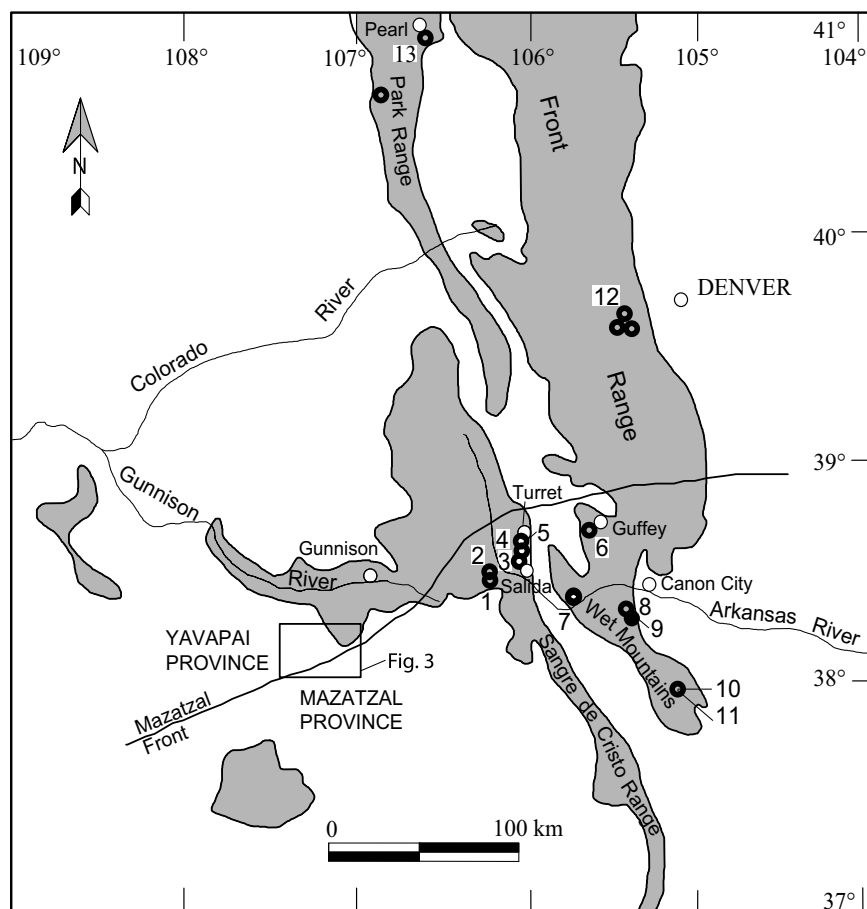 109°
108°
107°
106°
105°
41°
104°
Pearl
13
Park Range
Front
N
40°
12
DENVER
River
Colorado
Range
39°
Gunnison
Turret
4
5
Guffey
6
Gunnison
2
3
River
Salida
1
7
Canon City
8
9
Arkansas River
Wet Mountains
YAVAPAI
PROVINCE
Fig. 3
MAZATZAL
PROVINCE
38°
10
11
Mazatzal
Front
Sangre de Cristo Range
0
100 km
37°